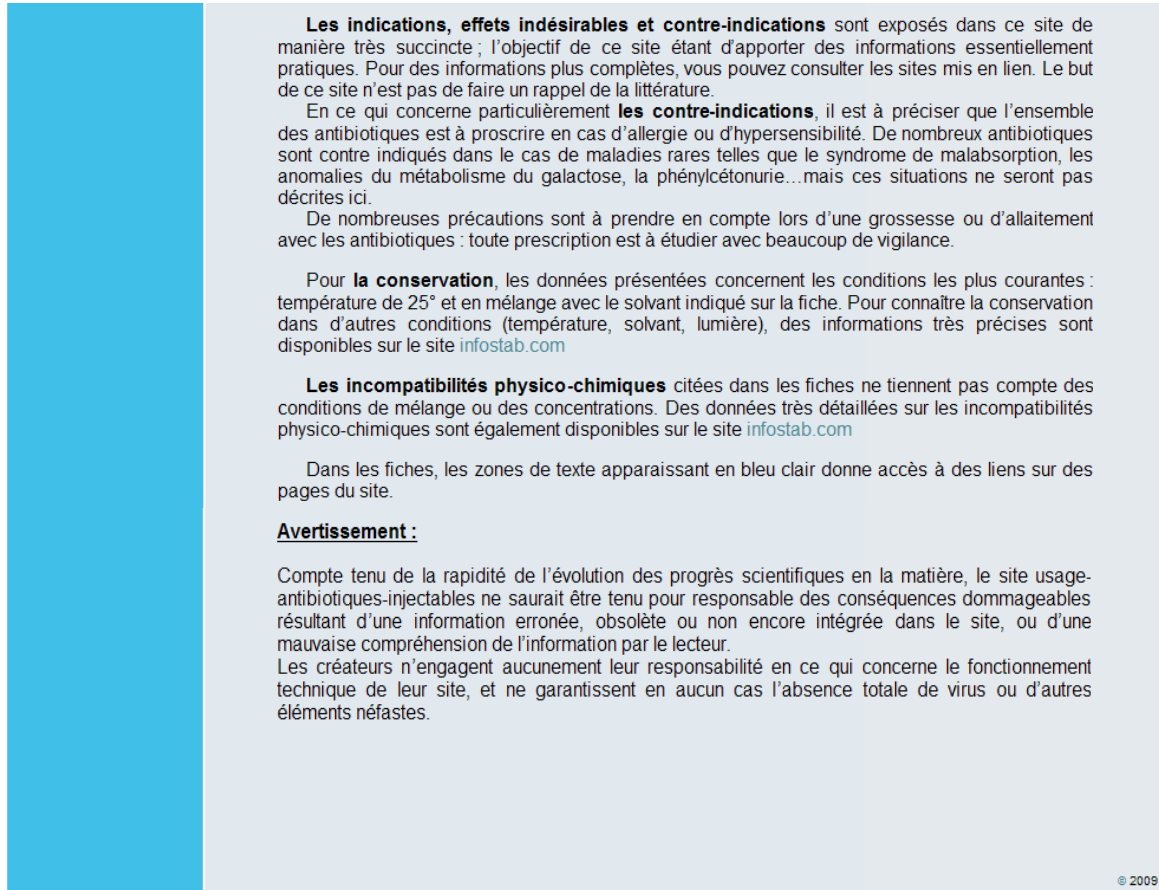 Les indications, effets indésirables et contre-indications sont exposés dans ce site de
manière très succincte ; l’objectif de ce site étant d’apporter des informations essentiellement
pratiques. Pour des informations plus complètes, vous pouvez consulter les sites mis en lien. Le but
de ce site n’est pas de faire un rappel de la littérature.
En ce qui concerne particulièrement les contre-indications, il est à préciser que l’ensemble
des antibiotiques est à proscrire en cas d’allergie ou d’hypersensibilité. De nombreux antibiotiques
sont contre indiqués dans le cas de maladies rares telles que le syndrome de malabsorption, les
anomalies du métabolisme du galactose, la phénylcétonurie…mais ces situations ne seront pas
décrites ici.
De nombreuses précautions sont à prendre en compte lors d’une grossesse ou d’allaitement
avec les antibiotiques : toute prescription est à étudier avec beaucoup de vigilance.
Pour la conservation, les données présentées concernent les conditions les plus courantes :
température de 25° et en mélange avec le solvant indiqué sur la fiche. Pour connaître la conservation
dans d’autres conditions (température, solvant, lumière), des informations très précises sont
disponibles sur le site infostab.com
Les incompatibilités physico-chimiques citées dans les fiches ne tiennent pas compte des
conditions de mélange ou des concentrations. Des données très détaillées sur les incompatibilités
physico-chimiques sont également disponibles sur le site infostab.com
Dans les fiches, les zones de texte apparaissant en bleu clair donne accès à des liens sur des
pages du site.
Avertissement :
Compte tenu de la rapidité de l’évolution des progrès scientifiques en la matière, le site usage-
antibiotiques-injectables ne saurait être tenu pour responsable des conséquences dommageables
résultant d’une information erronée, obsolète ou non encore intégrée dans le site, ou d’une
mauvaise compréhension de l’information par le lecteur.
Les créateurs n’engagent aucunement leur responsabilité en ce qui concerne le fonctionnement
technique de leur site, et ne garantissent en aucun cas l’absence totale de virus ou d’autres
éléments néfastes.
© 2009